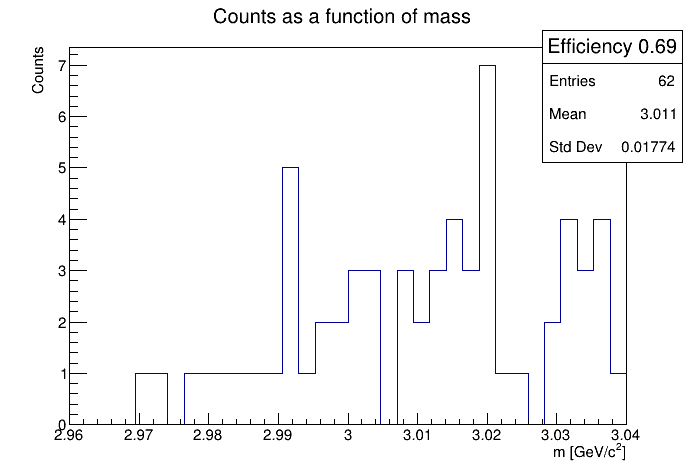 Counts as a function of mass
Efficiency 0.69
Entries 62
Mean 3.011
Std Dev 0.01774
Counts
7
6
5
4
3
2
1
0
2.96 2.97 2.98 2.99 3 3.01 3.02 3.03 3.04
m [GeV/c²]